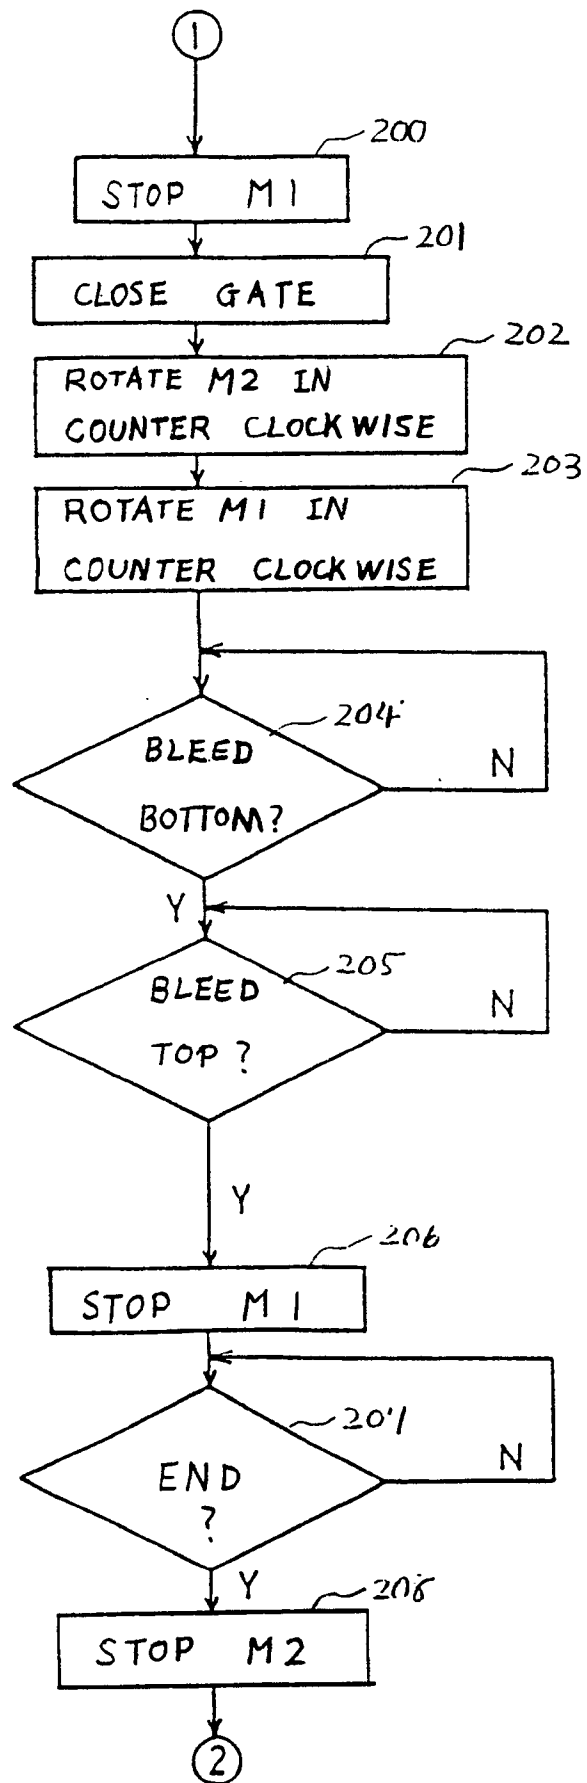 1
200
STOP M1
201
CLOSE GATE
202
ROTATE M2 IN
COUNTER CLOCKWISE
203
ROTATE M1 IN
COUNTER CLOCKWISE
204
BLEED
BOTTOM?
N
Y
205
BLEED
TOP?
N
Y
206
STOP M1
207
END
?
N
Y
208
STOP M2
2